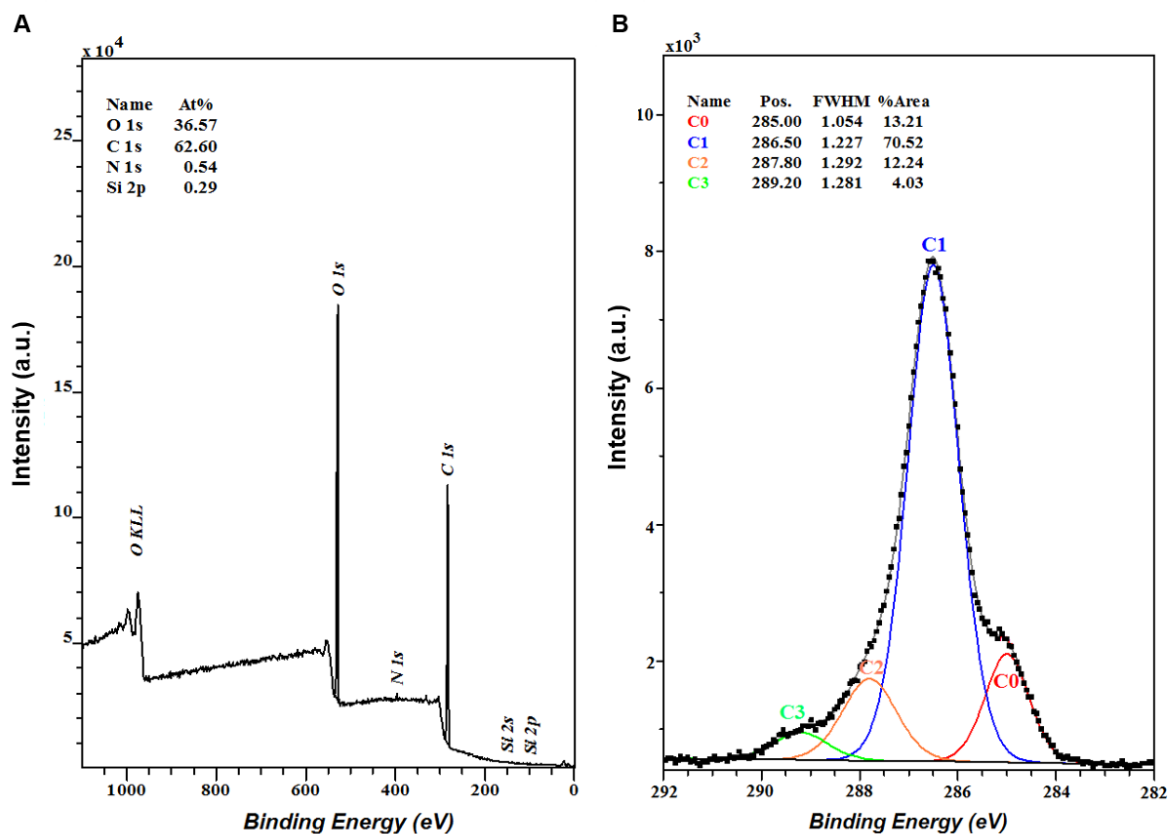 A
x 10⁴
Name At%
O 1s 36.57
C 1s 62.60
N 1s 0.54
Si 2p 0.29
25
20
15
10
5
Intensity (a.u.)
O KLL
O 1s
N 1s
C 1s
Si 2s
Si 2p
1000 800 600 400 200 0
Binding Energy (eV)
B
x 10³
Name Pos. FWHM %Area
C0 285.00 1.054 13.21
C1 286.50 1.227 70.52
C2 287.80 1.292 12.24
C3 289.20 1.281 4.03
10
8
6
4
2
Intensity (a.u.)
C1
C2
C0
C3
292 290 288 286 284 282
Binding Energy (eV)